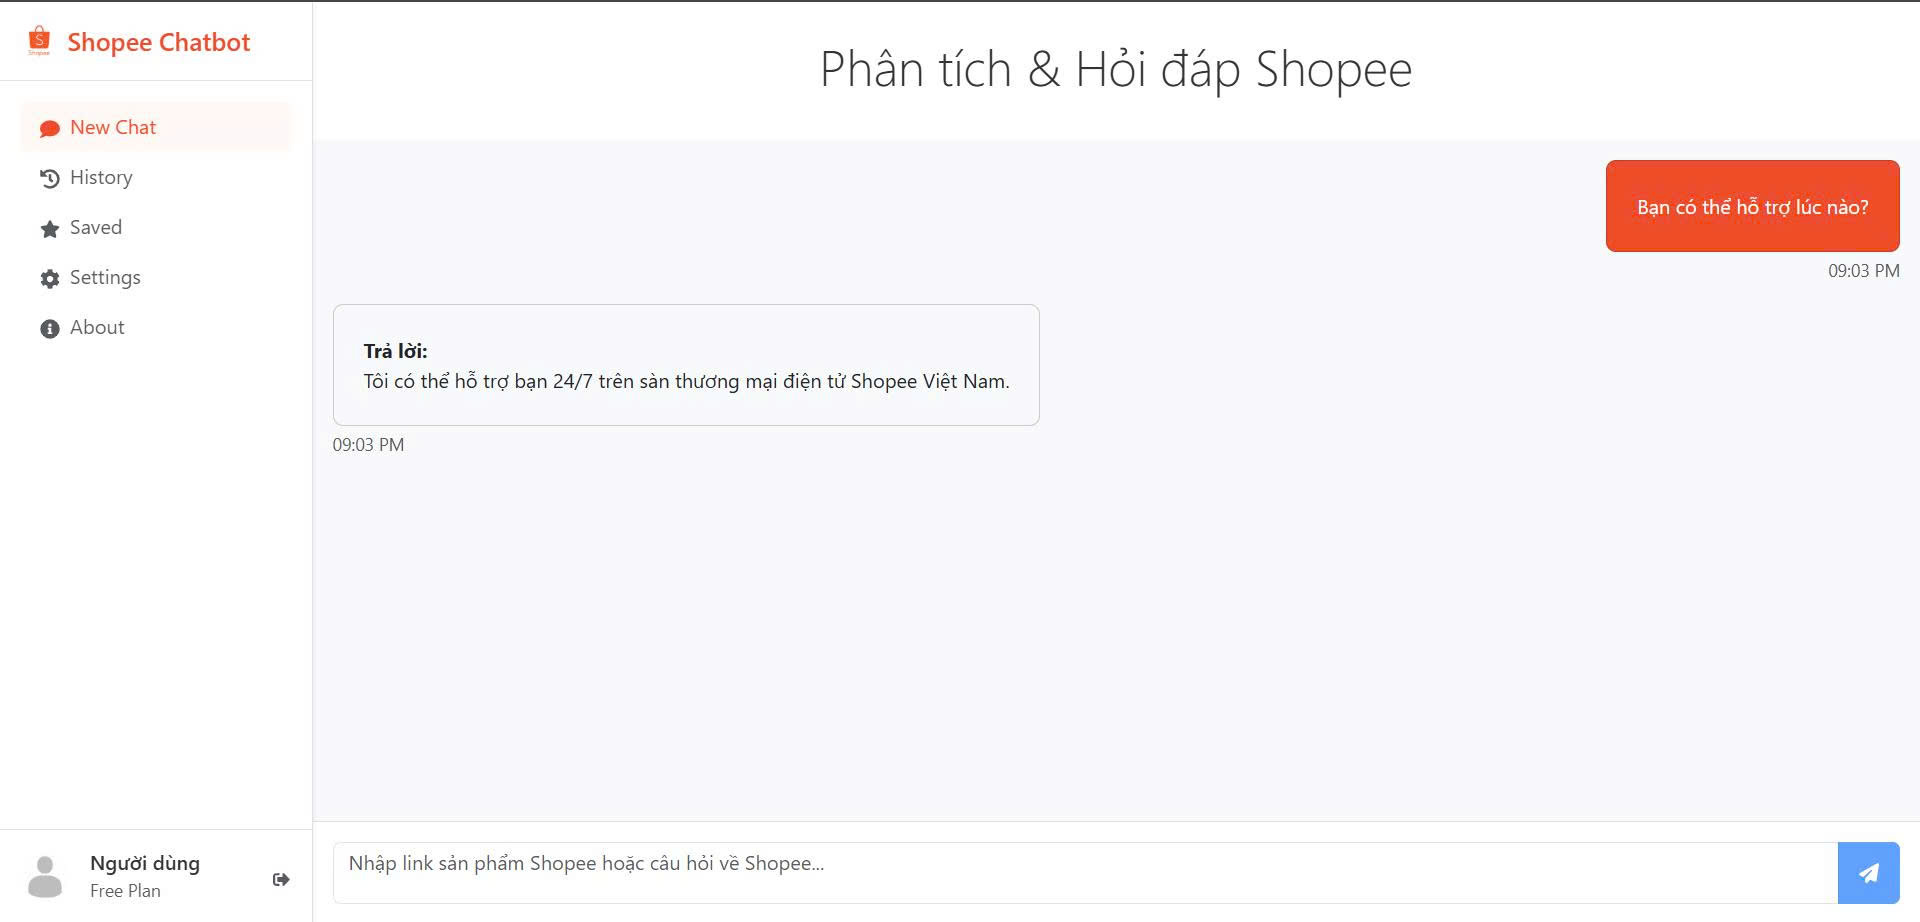 Shopee Chatbot
New Chat
History
Saved
Settings
About
Người dùng
Free Plan
Phân tích & Hỏi đáp Shopee
Bạn có thể hỗ trợ lúc nào?
09:03 PM
Trả lời:
Tôi có thể hỗ trợ bạn 24/7 trên sàn thương mại điện tử Shopee Việt Nam.
09:03 PM
Nhập link sản phẩm Shopee hoặc câu hỏi về Shopee...